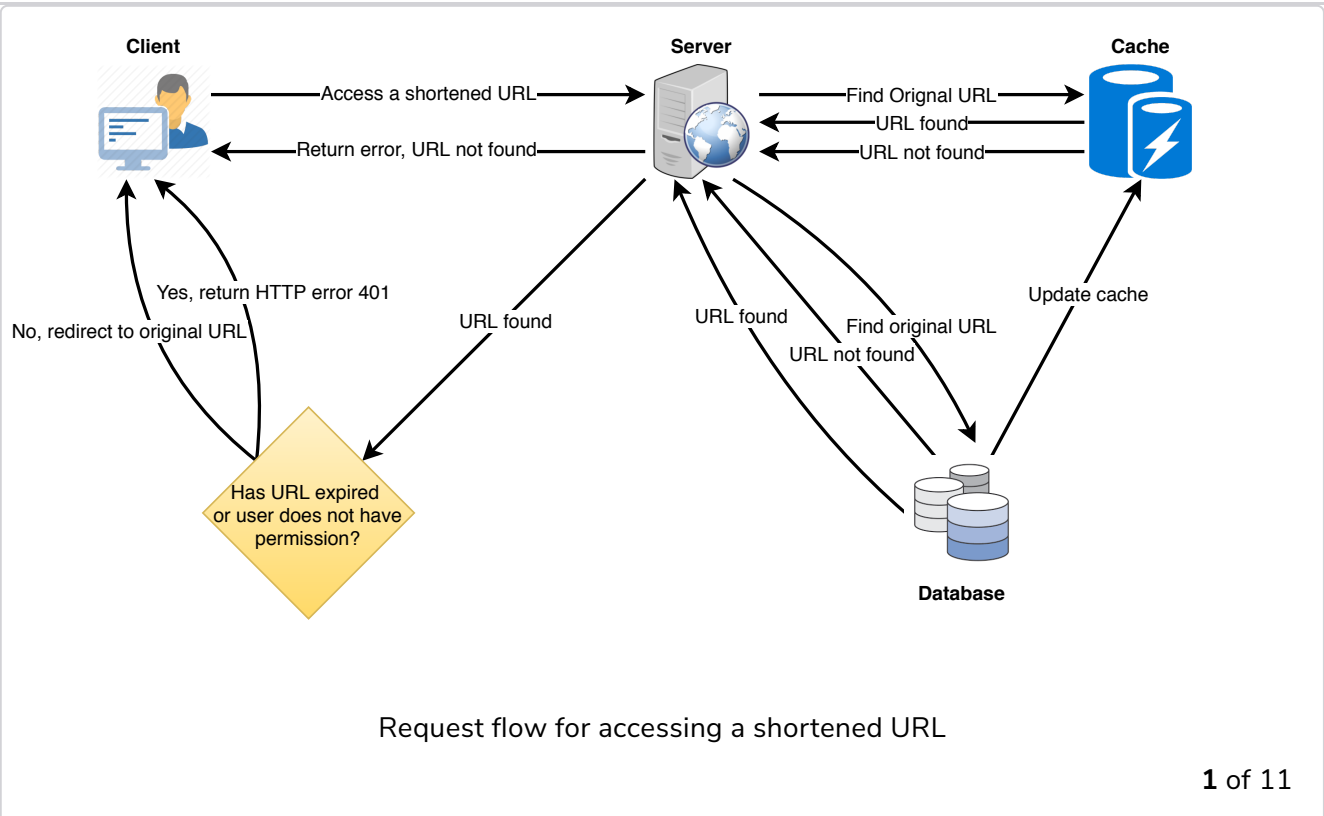 Client
Server
Cache
Access a shortened URL
Find Orignal URL
URL found
Return error, URL not found
URL not found
Yes, return HTTP error 401
Update cache
No, redirect to original URL
URL found
URL found
Find original URL
URL not found
Has URL expired
or user does not have
permission?
Database
Request flow for accessing a shortened URL
1 of 11